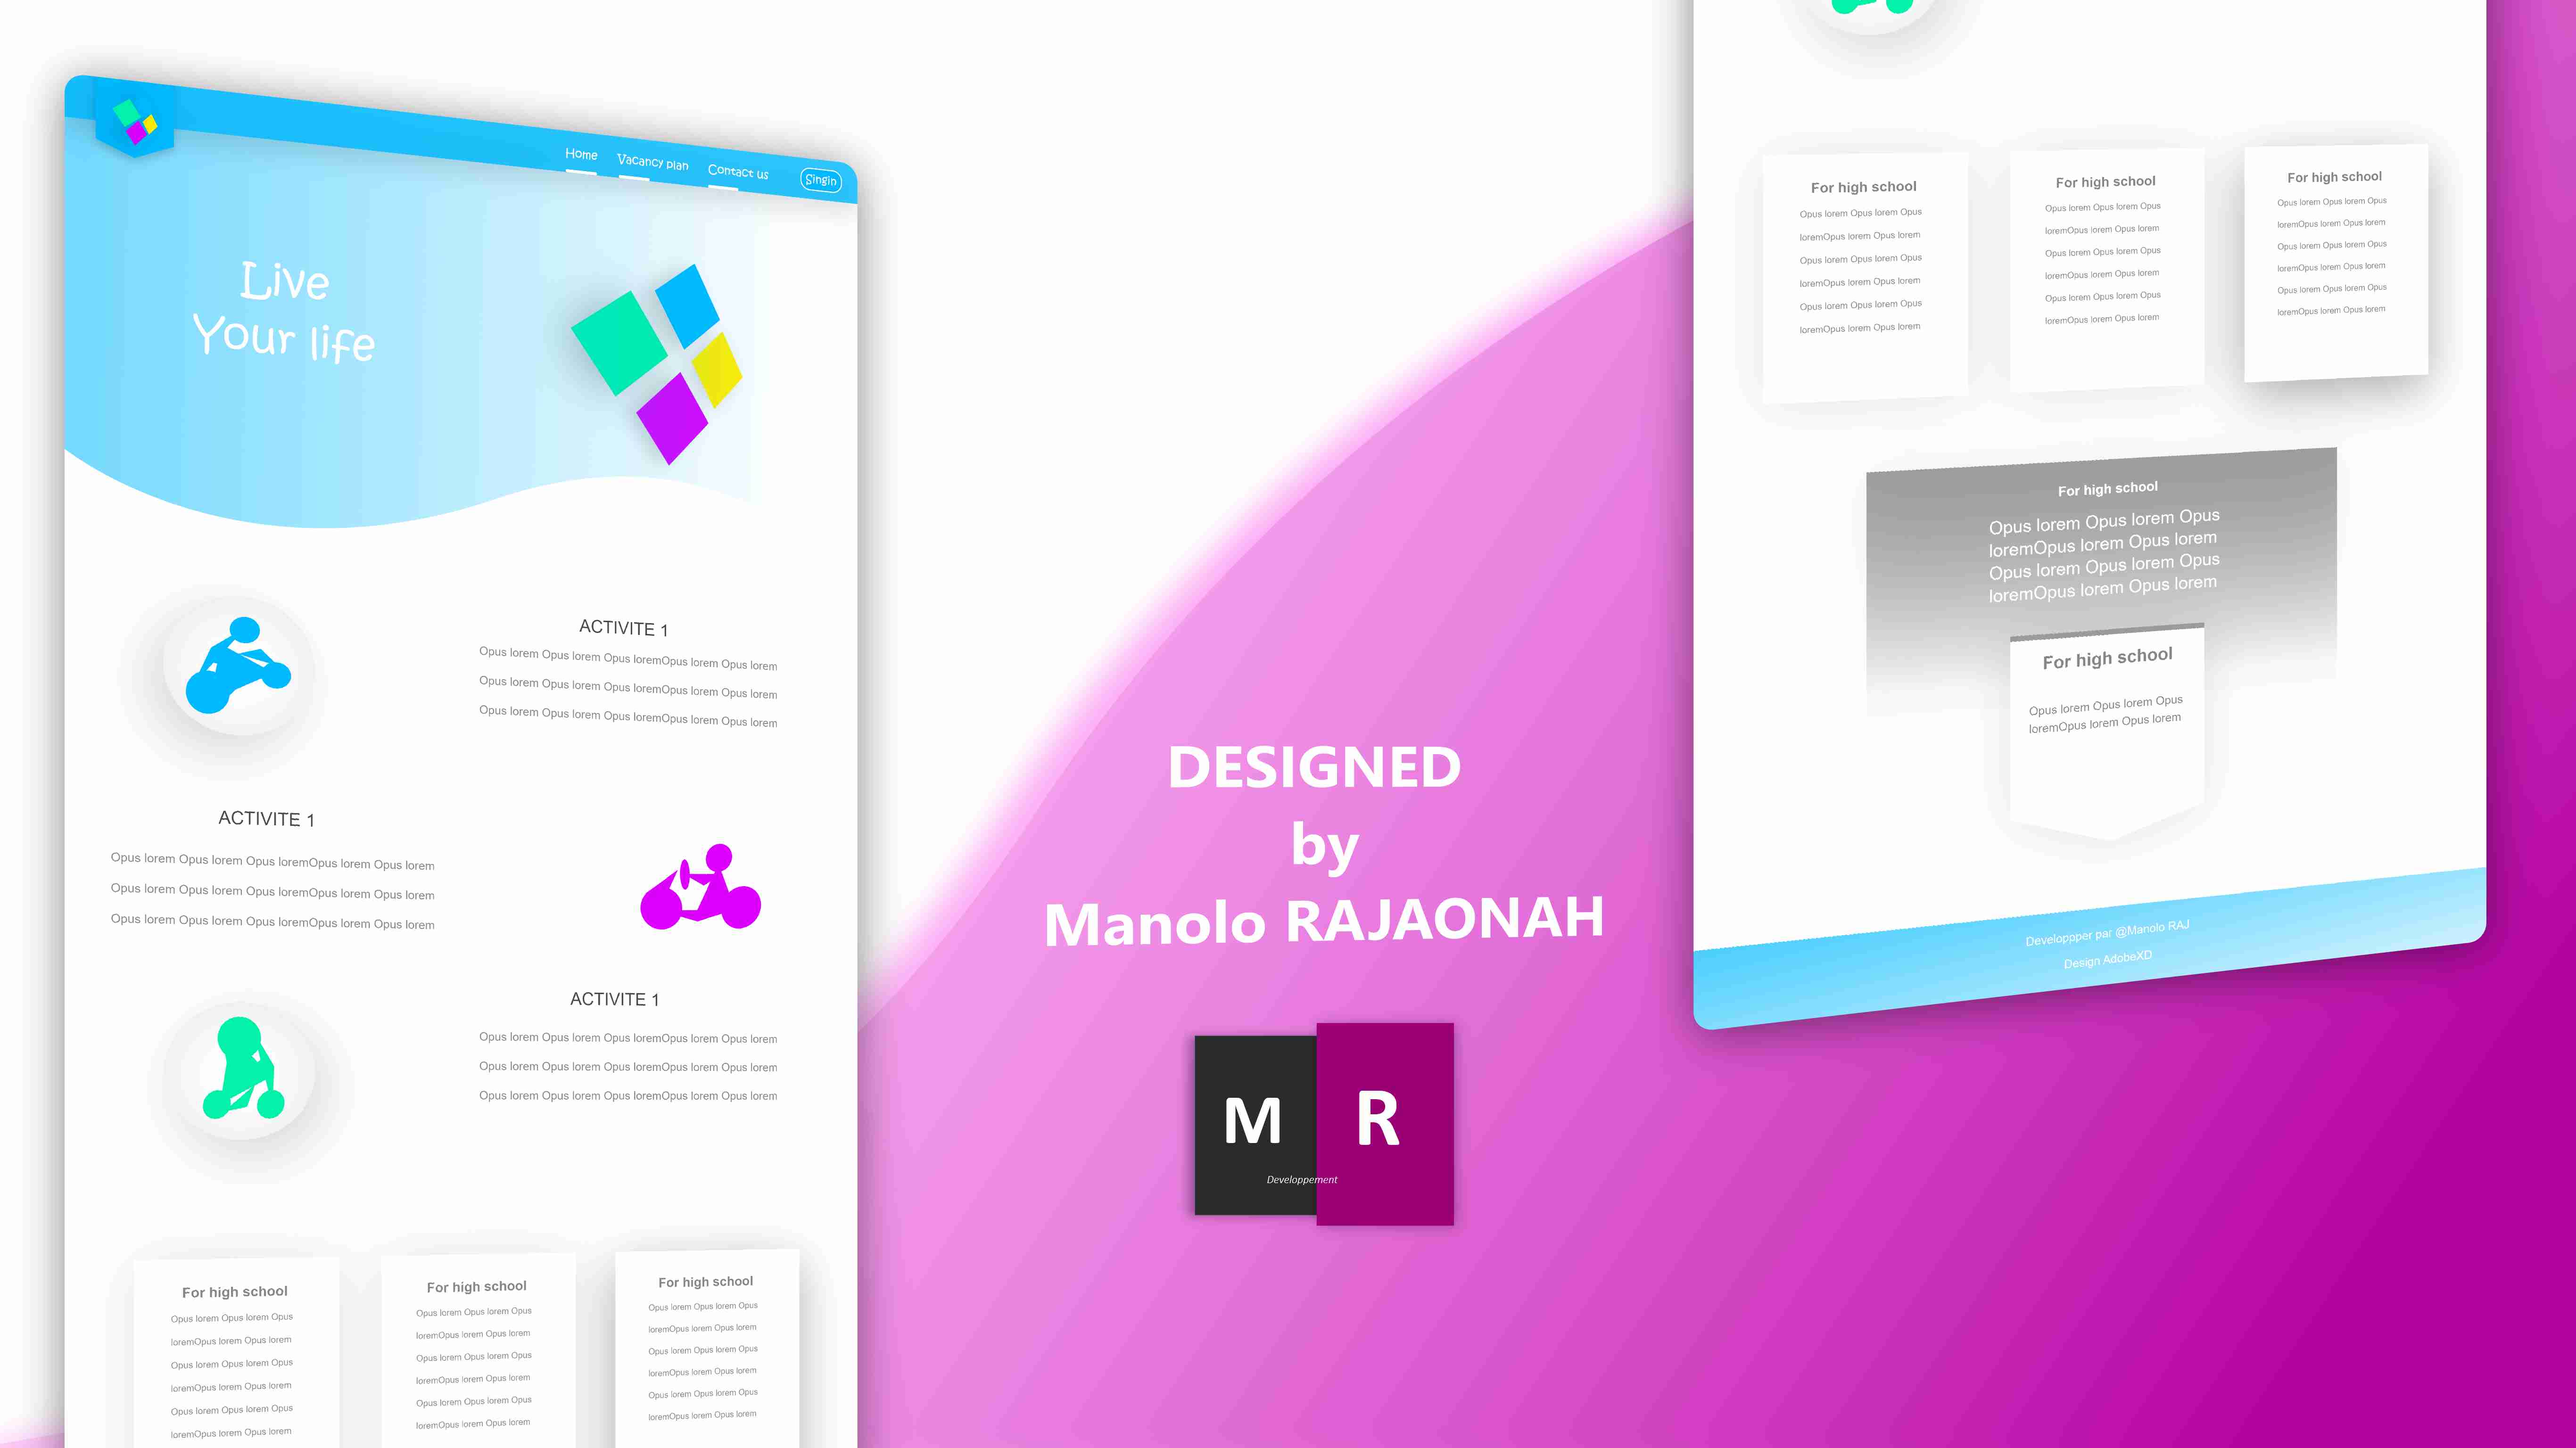 Home
Vacancy plan
Contact us
Singin
Live
Your life
ACTIVITE 1
Opus lorem Opus lorem Opus loremOpus lorem Opus lorem
Opus lorem Opus lorem Opus loremOpus lorem Opus lorem
Opus lorem Opus lorem Opus loremOpus lorem Opus lorem
ACTIVITE 1
Opus lorem Opus lorem Opus loremOpus lorem Opus lorem
Opus lorem Opus lorem Opus loremOpus lorem Opus lorem
Opus lorem Opus lorem Opus loremOpus lorem Opus lorem
ACTIVITE 1
Opus lorem Opus lorem Opus loremOpus lorem Opus lorem
Opus lorem Opus lorem Opus loremOpus lorem Opus lorem
Opus lorem Opus lorem Opus loremOpus lorem Opus lorem
For high school
Opus lorem Opus lorem Opus
loremOpus lorem Opus lorem
Opus lorem Opus lorem Opus
loremOpus lorem Opus lorem
Opus lorem Opus lorem Opus
loremOpus lorem Opus lorem
For high school
Opus lorem Opus lorem Opus
loremOpus lorem Opus lorem
Opus lorem Opus lorem Opus
loremOpus lorem Opus lorem
Opus lorem Opus lorem Opus
loremOpus lorem Opus lorem
For high school
Opus lorem Opus lorem Opus
loremOpus lorem Opus lorem
Opus lorem Opus lorem Opus
loremOpus lorem Opus lorem
Opus lorem Opus lorem Opus
loremOpus lorem Opus lorem
DESIGNED
by
Manolo RAJAONAH
M R
Developpement
For high school
Opus lorem Opus lorem Opus
loremOpus lorem Opus lorem
Opus lorem Opus lorem Opus
loremOpus lorem Opus lorem
Opus lorem Opus lorem Opus
loremOpus lorem Opus lorem
For high school
Opus lorem Opus lorem Opus
loremOpus lorem Opus lorem
Opus lorem Opus lorem Opus
loremOpus lorem Opus lorem
Opus lorem Opus lorem Opus
loremOpus lorem Opus lorem
For high school
Opus lorem Opus lorem Opus
loremOpus lorem Opus lorem
Opus lorem Opus lorem Opus
loremOpus lorem Opus lorem
Opus lorem Opus lorem Opus
loremOpus lorem Opus lorem
For high school
Opus lorem Opus lorem Opus
loremOpus lorem Opus lorem
Opus lorem Opus lorem Opus
loremOpus lorem Opus lorem
For high school
Opus lorem Opus lorem Opus
loremOpus lorem Opus lorem
Developpper par @Manolo RAJ
Design AdobeXD